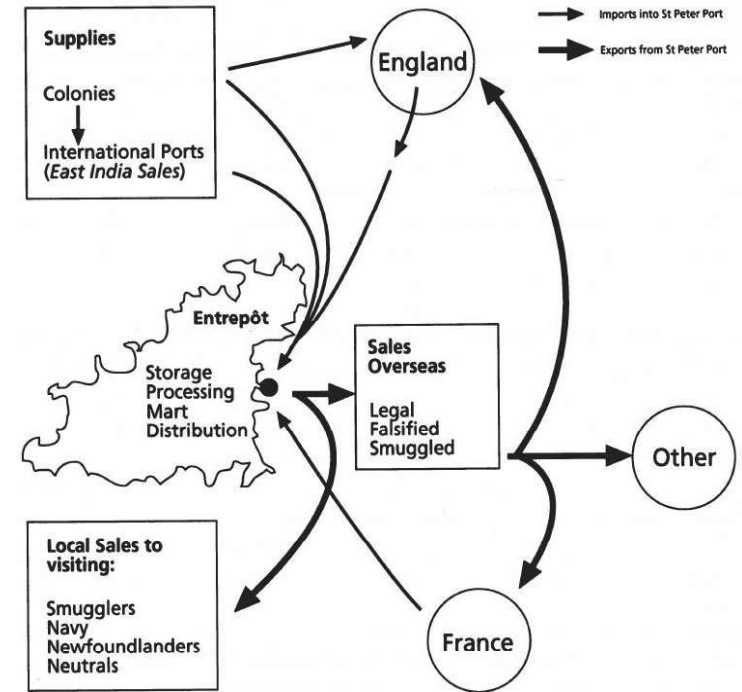 Supplies
Colonies
International Ports
(East India Sales)
England
Imports into St Peter Port
Exports from St Peter Port
Entrepôt
Storage
Processing
Mart
Distribution
Sales
Overseas
Legal
Falsified
Smuggled
Other
Local Sales to
visiting:
Smugglers
Navy
Newfoundlanders
Neutrals
France